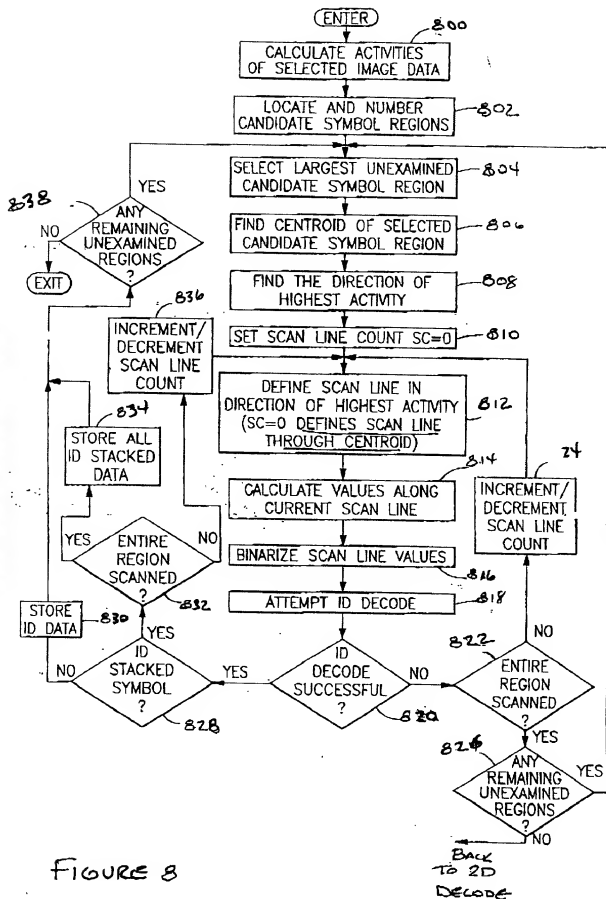 ENTER
800
CALCULATE ACTIVITIES
OF SELECTED IMAGE DATA
LOCATE AND NUMBER
CANDIDATE SYMBOL REGIONS
802
YES
SELECT LARGEST UNEXAMINED
CANDIDATE SYMBOL REGION
804
838
NO
ANY
REMAINING
UNEXAMINED
REGIONS
?
EXIT
FIND CENTROID OF SELECTED
CANDIDATE SYMBOL REGION
806
FIND THE DIRECTION OF
HIGHEST ACTIVITY
808
836
INCREMENT/
DECREMENT
SCAN LINE
COUNT
SET SCAN LINE COUNT SC=0
810
DEFINE SCAN LINE IN
DIRECTION OF HIGHEST ACTIVITY
(SC=0 DEFINES SCAN LINE
THROUGH CENTROID)
812
834
STORE ALL
ID STACKED
DATA
814
CALCULATE VALUES ALONG
CURRENT SCAN LINE
24
INCREMENT/
DECREMENT
SCAN LINE
COUNT
YES
NO
ENTIRE
REGION
SCANNED
?
832
BINARIZE SCAN LINE VALUES
816
ATTEMPT ID DECODE
818
STORE
ID DATA
830
YES
NO
NO
ID
STACKED
SYMBOL
?
828
YES
ID
DECODE
SUCCESSFUL
?
820
NO
822
ENTIRE
REGION
SCANNED
?
YES
826
ANY
REMAINING
UNEXAMINED
REGIONS
?
YES
NO
BACK
TO 2D
DECODE
FIGURE 8